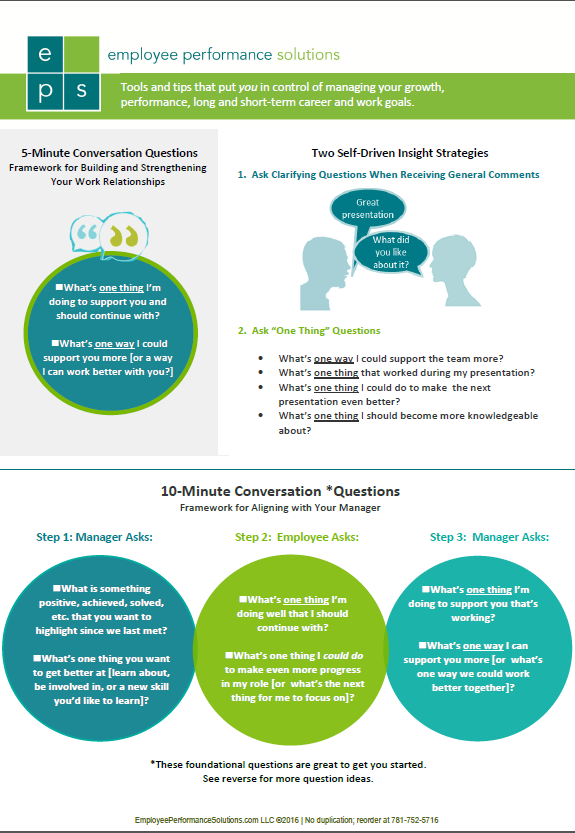 e
p s
employee performance solutions
Tools and tips that put you in control of managing your growth,
performance, long and short-term career and work goals.
5-Minute Conversation Questions
Framework for Building and Strengthening
Your Work Relationships
■What's one thing I'm
doing to support you and
should continue with?
■What's one way I could
support you more [or a way
I can work better with you?]
Two Self-Driven Insight Strategies
1. Ask Clarifying Questions When Receiving General Comments
Great
presentation
What did
you like
about it?
2. Ask “One Thing” Questions
• What's one way I could support the team more?
• What's one thing that worked during my presentation?
• What's one thing I could do to make the next
presentation even better?
• What's one thing I should become more knowledgeable
about?
10-Minute Conversation *Questions
Framework for Aligning with Your Manager
Step 1: Manager Asks:
■What is something
positive, achieved, solved,
etc. that you want to
highlight since we last met?
■What's one thing you want
to get better at [learn about,
be involved in, or a new skill
you'd like to learn]?
Step 2: Employee Asks:
■What's one thing I'm
doing well that I should
continue with?
■What's one thing I could do
to make even more progress
in my role [or what's the next
thing for me to focus on]?
Step 3: Manager Asks:
■What's one thing I'm
doing to support you that's
working?
■What's one way I can
support you more [or what's
one way we could work
better together]?
*These foundational questions are great to get you started.
See reverse for more question ideas.
EmployeePerformanceSolutions.com LLC ©2016 | No duplication; reorder at 781-752-5716